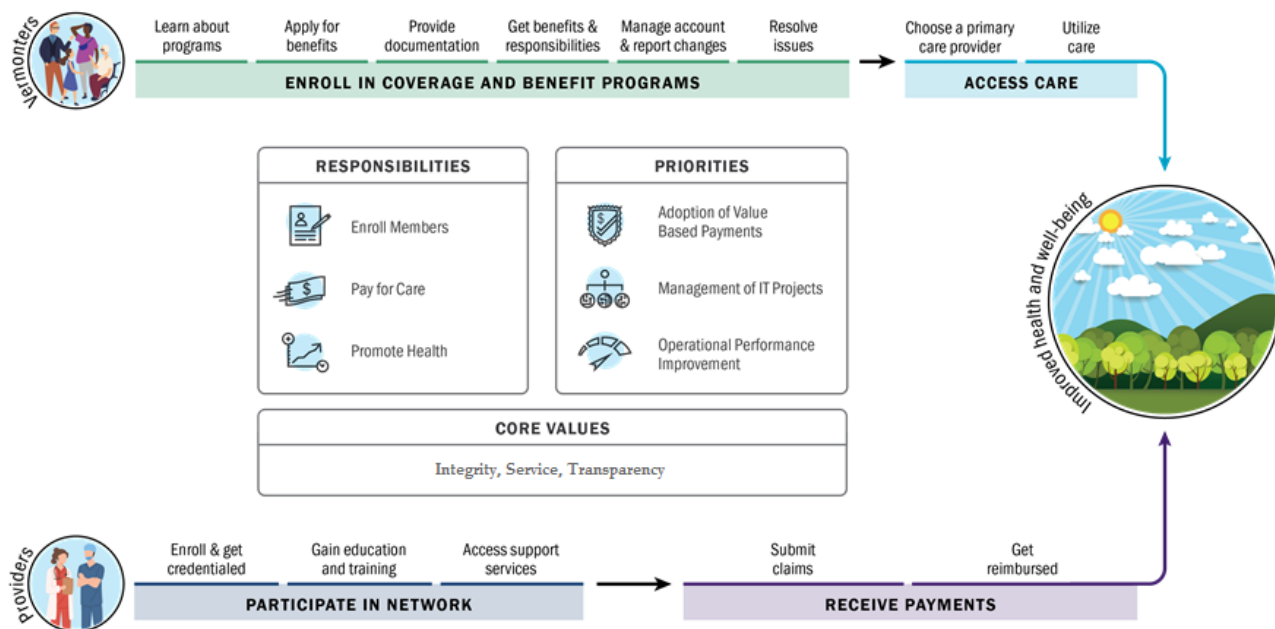 Vermonters
Learn about
programs
Apply for
benefits
Provide
documentation
Get benefits &
responsibilities
Manage account
& report changes
Resolve
issues
ENROLL IN COVERAGE AND BENEFIT PROGRAMS
Choose a primary
care provider
Utilize
care
ACCESS CARE
RESPONSIBILITIES
Enroll Members
Pay for Care
Promote Health
PRIORITIES
Adoption of Value
Based Payments
Management of IT Projects
Operational Performance
Improvement
CORE VALUES
Integrity, Service, Transparency
Improved health and well-being
Providers
Enroll & get
credentialed
Gain education
and training
Access support
services
PARTICIPATE IN NETWORK
Submit
claims
Get
reimbursed
RECEIVE PAYMENTS